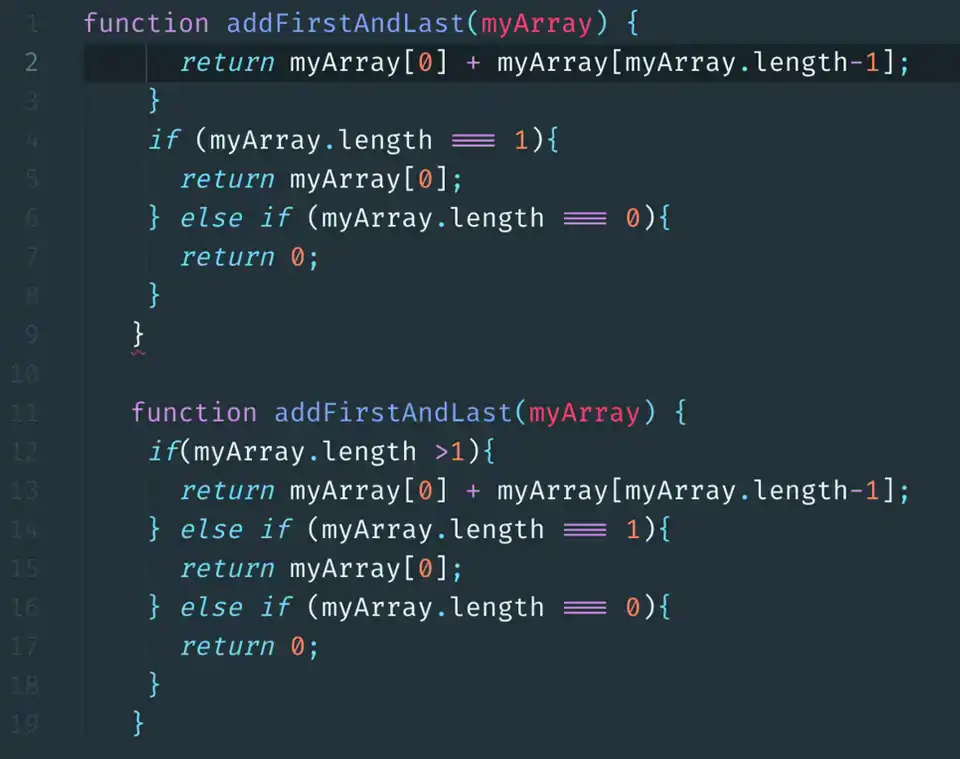 1 function addFirstAndLast(myArray) {
2 return myArray[0] + myArray[myArray.length-1];
3 }
4 if (myArray.length === 1){
5 return myArray[0];
6 } else if (myArray.length === 0){
7 return 0;
8 }
9 }
10
11 function addFirstAndLast(myArray) {
12 if(myArray.length >1){
13 return myArray[0] + myArray[myArray.length-1];
14 } else if (myArray.length === 1){
15 return myArray[0];
16 } else if (myArray.length === 0){
17 return 0;
18 }
19 }